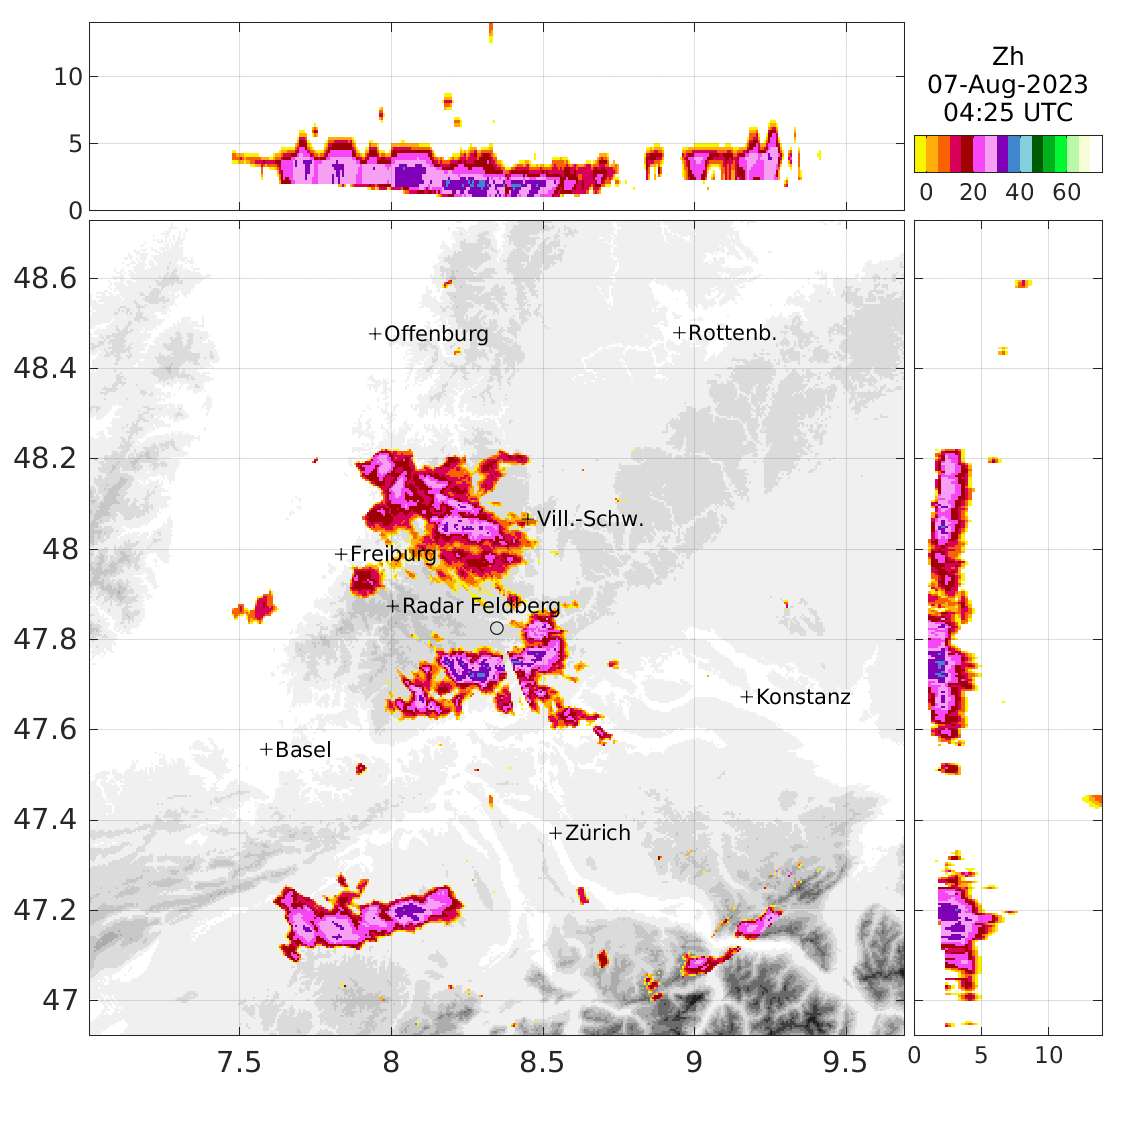 10
5
0
Zh
07-Aug-2023
04:25 UTC
0 20 40 60
48.6
48.4
48.2
48
47.8
47.6
47.4
47.2
47
+Offenburg
+Rottenb.
+Vill.-Schw.
+Freiburg
+Radar Feldberg
+Konstanz
+Basel
+Zürich
7.5 8 8.5 9 9.5
0 5 10